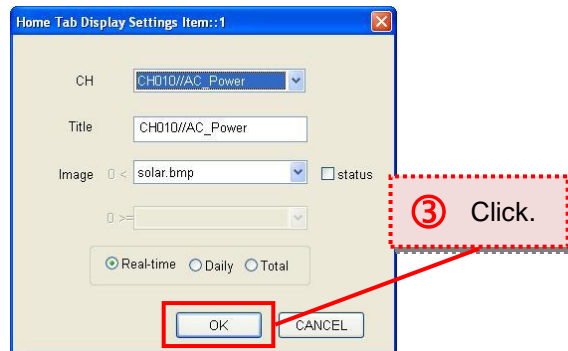 Home Tab Display Settings Item::1
CH CH010//AC_Power
Title CH010//AC_Power
Image 0 < solar.bmp status
0 >=
Real-time Daily Total
OK CANCEL
③ Click.